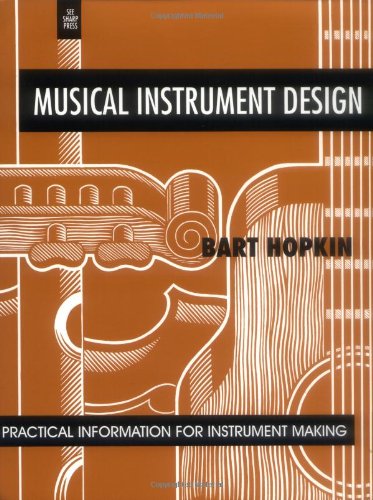 SEE
SHARP
PRESS
MUSICAL INSTRUMENT DESIGN
BART HOPKIN
PRACTICAL INFORMATION FOR INSTRUMENT MAKING